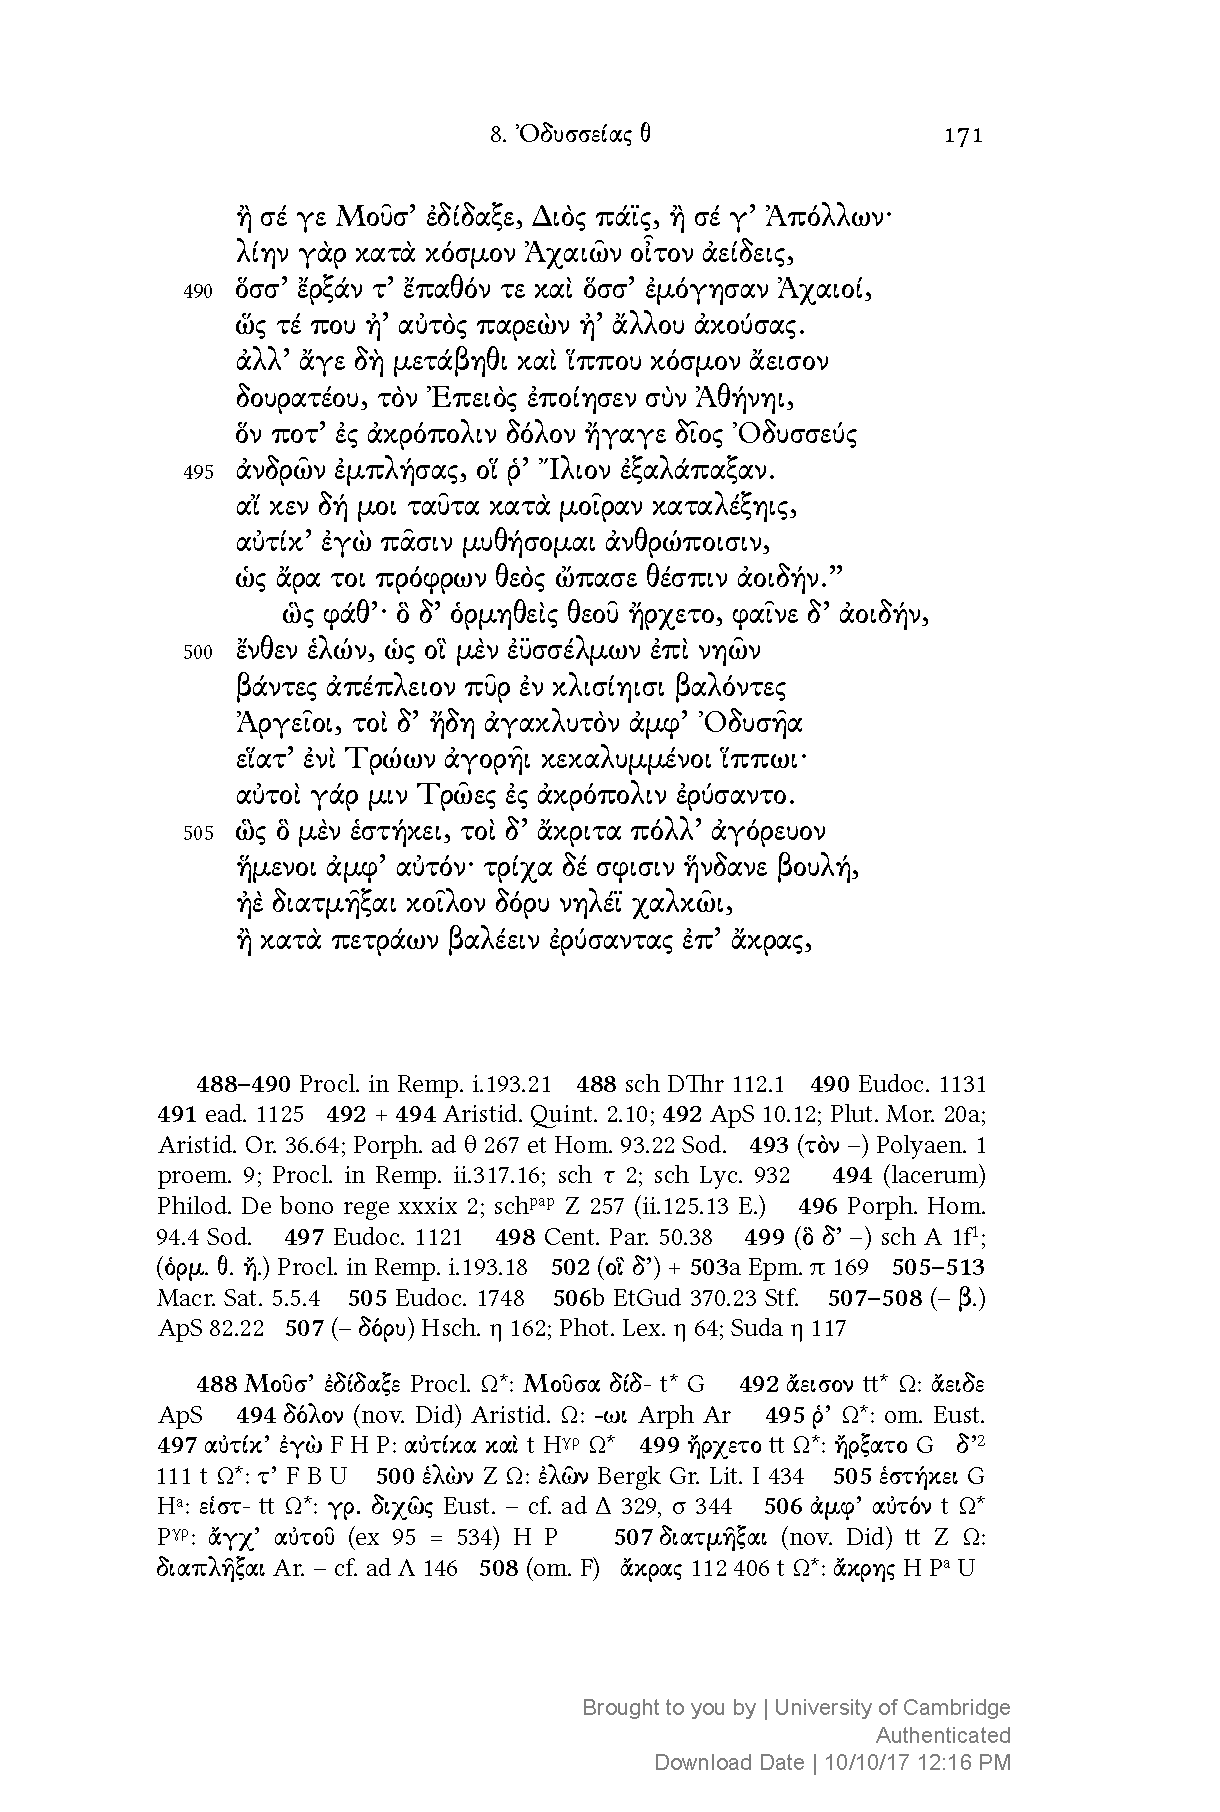 8. Ὀδυσσείας θ 171
ἢ σέ γε Μοῦσ’ ἐδίδαξε, Διὸς πάϊς, ἢ σέ γ’ Ἀπόλλων·
λίην γὰρ κατὰ κόσμον Ἀχαιῶν οἶτον ἀείδεις,
490 ὅσσ’ ἔρξάν τ’ ἔπαθόν τε καὶ ὅσσ’ ἐμόγησαν Ἀχαιοί,
ὥς τέ που ἠ’ αὐτὸς παρεὼν ἠ’ ἄλλου ἀκούσας.
ἀλλ’ ἄγε δὴ μετάβηθι καὶ ἵππου κόσμον ἄεισον
δουρατέου, τὸν Ἐπειὸς ἐποίησεν σὺν Ἀθήνηι,
ὅν ποτ’ ἐς ἀκρόπολιν δόλον ἤγαγε δῖος Ὀδυσσεύς
495 ἀνδρῶν ἐμπλήσας, οἵ ῥ’ Ἴλιον ἐξαλάπαξαν.
αἴ κεν δή μοι ταῦτα κατὰ μοῖραν καταλέξηις,
αὐτίκ’ ἐγὼ πᾶσιν μυθήσομαι ἀνθρώποισιν,
ὡς ἄρα τοι πρόφρων θεὸς ὤπασε θέσπιν ἀοιδήν.”
ὣς φάθ’· ὃ δ’ ὁρμηθεὶς θεοῦ ἤρχετο, φαῖνε δ’ ἀοιδήν,
500 ἔνθεν ἑλών, ὡς οἳ μὲν ἐϋσσέλμων ἐπὶ νηῶν
βάντες ἀπέπλειον πῦρ ἐν κλισίηισι βαλόντες
Ἀργεῖοι, τοὶ δ’ ἤδη ἀγακλυτὸν ἀμφ’ Ὀδυσῆα
εἵατ’ ἐνὶ Τρώων ἀγορῆι κεκαλυμμένοι ἵππωι·
αὐτοὶ γάρ μιν Τρῶες ἐς ἀκρόπολιν ἐρύσαντο.
505 ὣς ὃ μὲν ἑστήκει, τοὶ δ’ ἄκριτα πόλλ’ ἀγόρευον
ἥμενοι ἀμφ’ αὐτόν· τρίχα δέ σφισιν ἥνδανε βουλή,
ἠὲ διατμῆξαι κοῖλον δόρυ νηλέϊ χαλκῶι,
ἢ κατὰ πετράων βαλέειν ἐρύσαντας ἐπ’ ἄκρας,
488–490 Procl. in Remp. i.193.21 488 sch DThr 112.1 490 Eudoc. 1131
491 ead. 1125 492 + 494 Aristid. Quint. 2.10; 492 ApS 10.12; Plut. Mor. 20a;
Aristid. Or. 36.64; Porph. ad θ 267 et Hom. 93.22 Sod. 493 (τὸν –) Polyaen. 1
proem. 9; Procl. in Remp. ii.317.16; sch τ 2; sch Lyc. 932 494 (lacerum)
Philod. De bono rege xxxix 2; schᵖᵃᵖ Ζ 257 (ii.125.13 E.) 496 Porph. Hom.
94.4 Sod. 497 Eudoc. 1121 498 Cent. Par. 50.38 499 (ὃ δ’ –) sch Α 1f¹;
(ὁρμ. θ. ἤ.) Procl. in Remp. i.193.18 502 (οἳ δ’) + 503a Epm. π 169 505–513
Macr. Sat. 5.5.4 505 Eudoc. 1748 506b EtGud 370.23 Stf. 507–508 (– β.)
ApS 82.22 507 (– δόρυ) Hsch. η 162; Phot. Lex. η 64; Suda η 117
488 Μοῦσ’ ἐδίδαξε Procl. Ω*: Μοῦσα δίδ- t* G 492 ἄεισον tt* Ω: ἄειδε
ApS 494 δόλον (nov. Did) Aristid. Ω: -ωι Arph Ar 495 ῥ’ Ω*: om. Eust.
497 αὐτίκ’ ἐγὼ F H P: αὐτίκα καὶ t Hᵞᵖ Ω* 499 ἤρχετο tt Ω*: ἤρξατο G δ’²
111 t Ω*: τ’ F B U 500 ἑλὼν Z Ω: ἐλῶν Bergk Gr. Lit. I 434 505 ἑστήκει G
Hᵃ: εἱστ- tt Ω*: γρ. διχῶς Eust. – cf. ad Δ 329, σ 344 506 ἀμφ’ αὐτόν t Ω*
Pᵞᵖ: ἄγχ’ αὐτοῦ (ex 95 = 534) H P 507 διατμῆξαι (nov. Did) tt Z Ω:
διαπλῆξαι Ar. – cf. ad Λ 146 508 (om. F) ἄκρας 112 406 t Ω*: ἄκρης H Pᵃ U
Brought to you by | University of Cambridge
Authenticated
Download Date | 10/10/17 12:16 PM